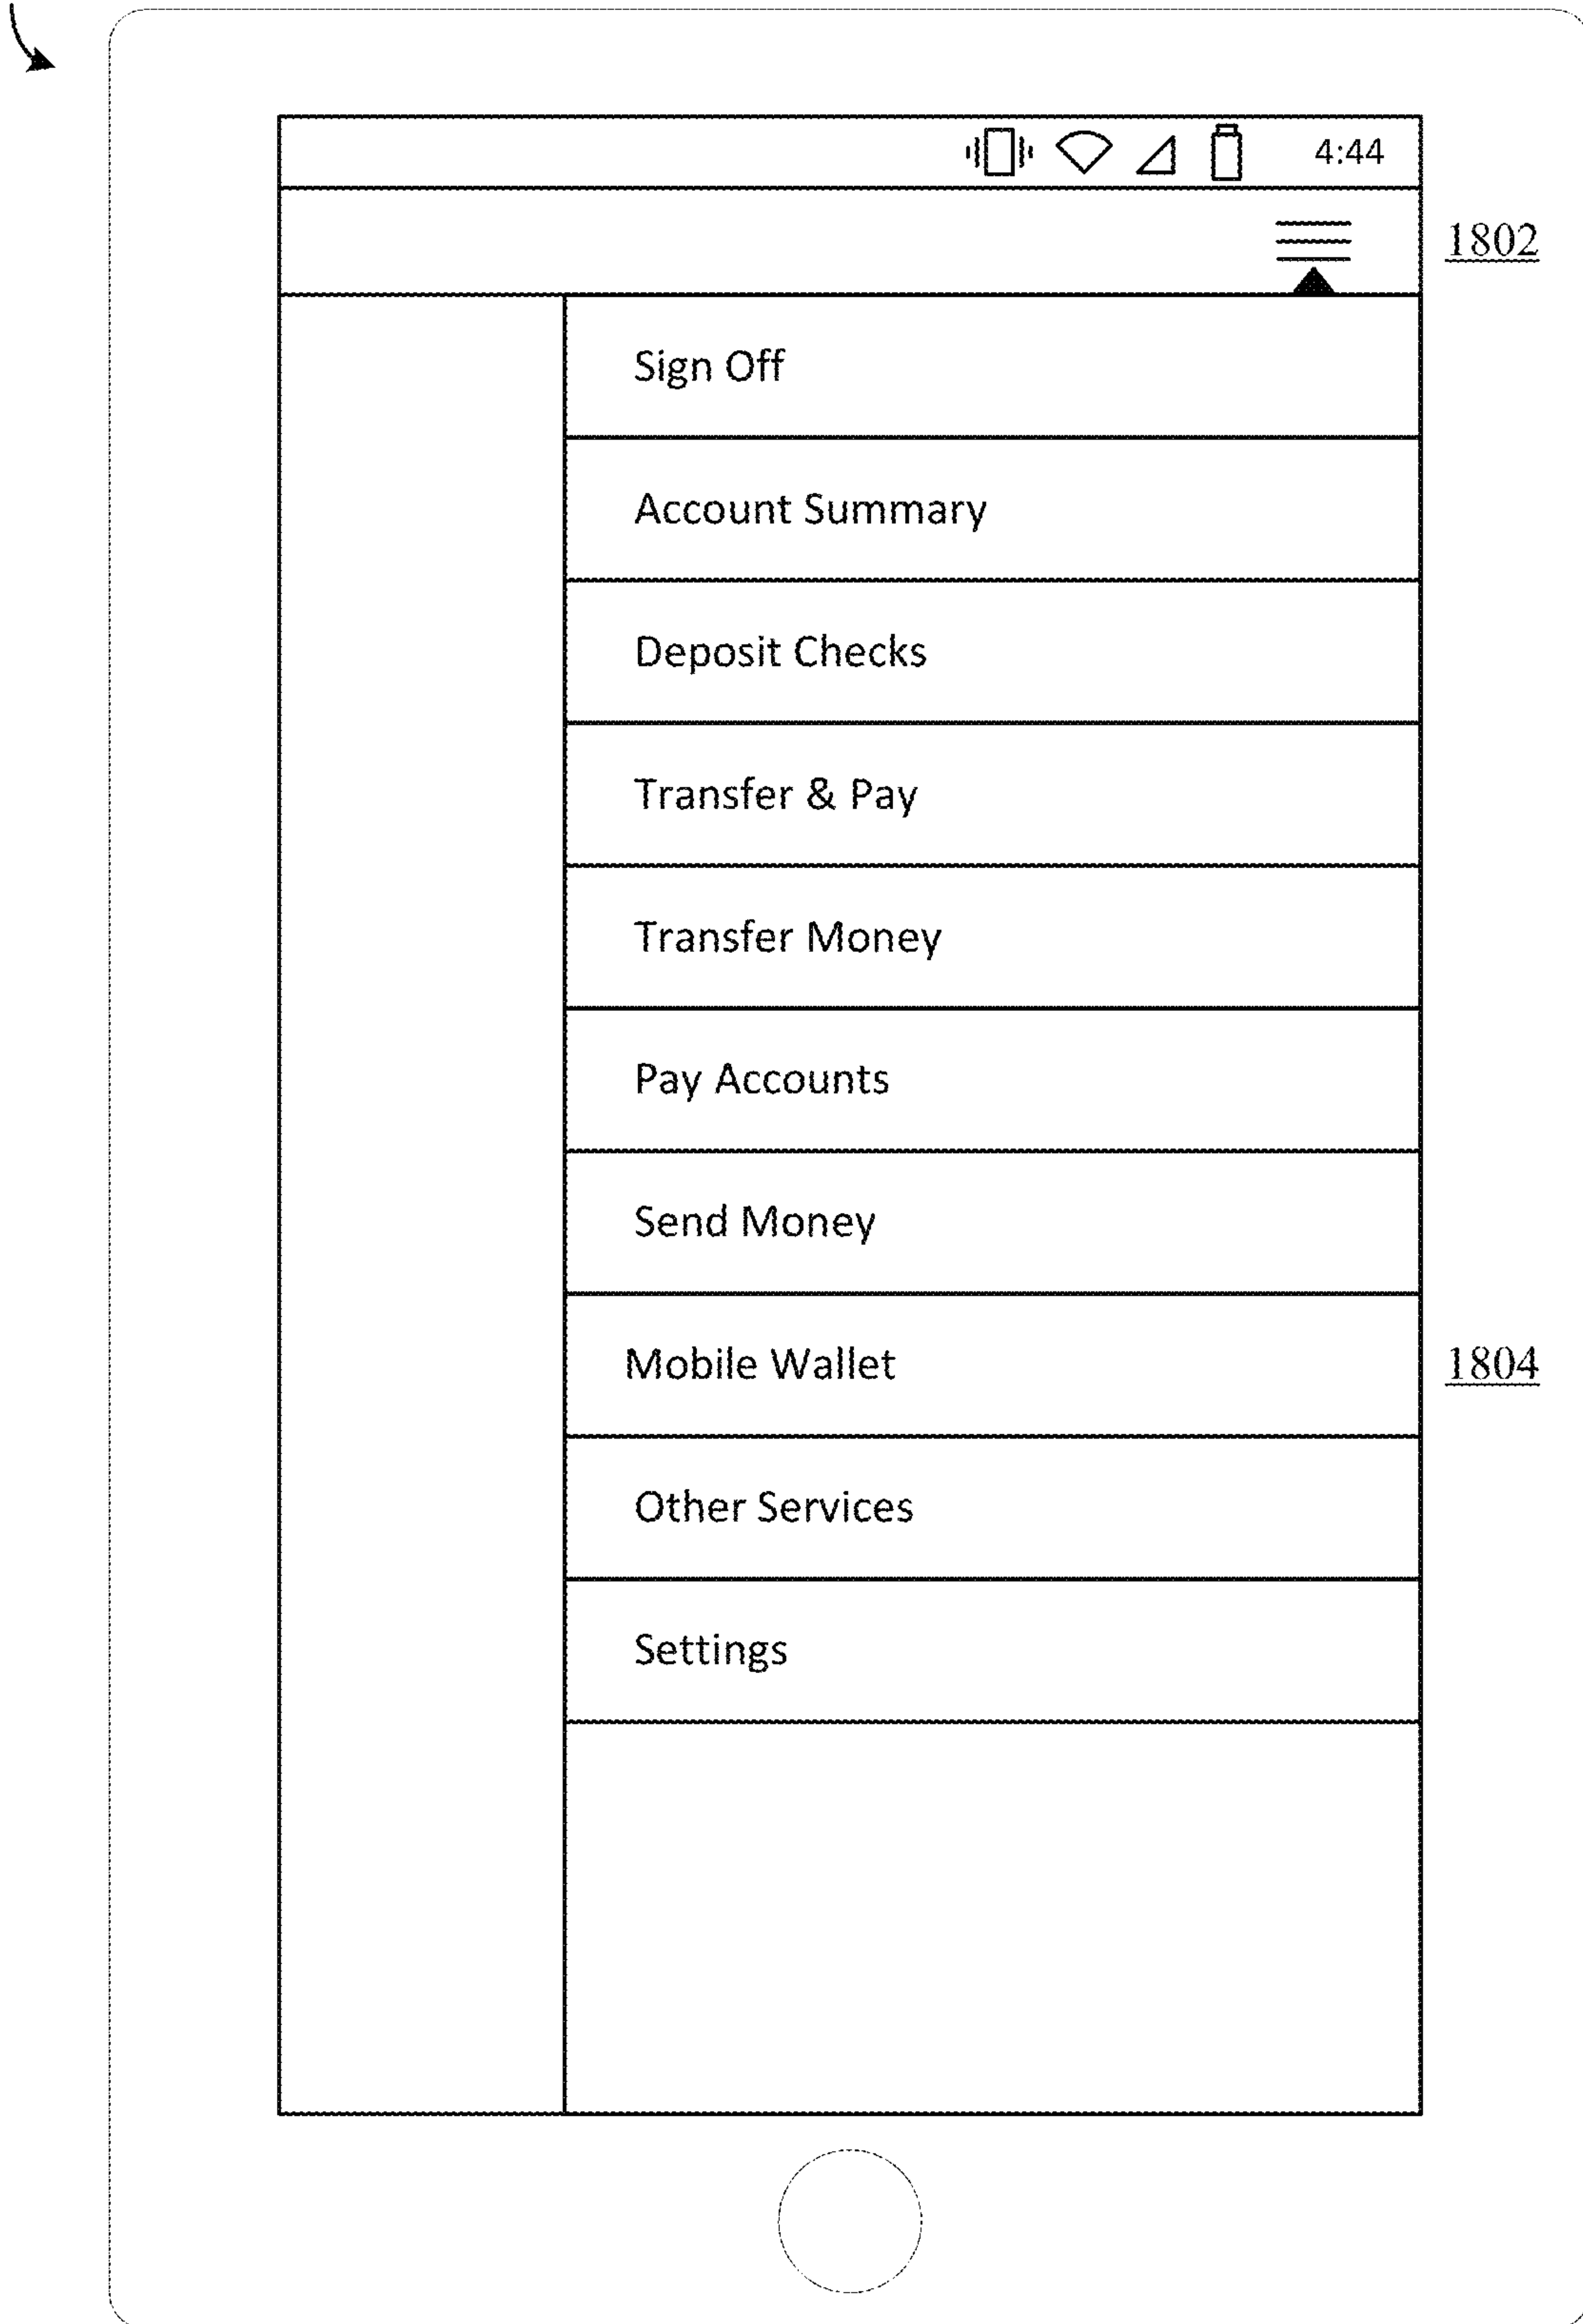 4:44
1802
Sign Off
Account Summary
Deposit Checks
Transfer & Pay
Transfer Money
Pay Accounts
Send Money
Mobile Wallet
1804
Other Services
Settings